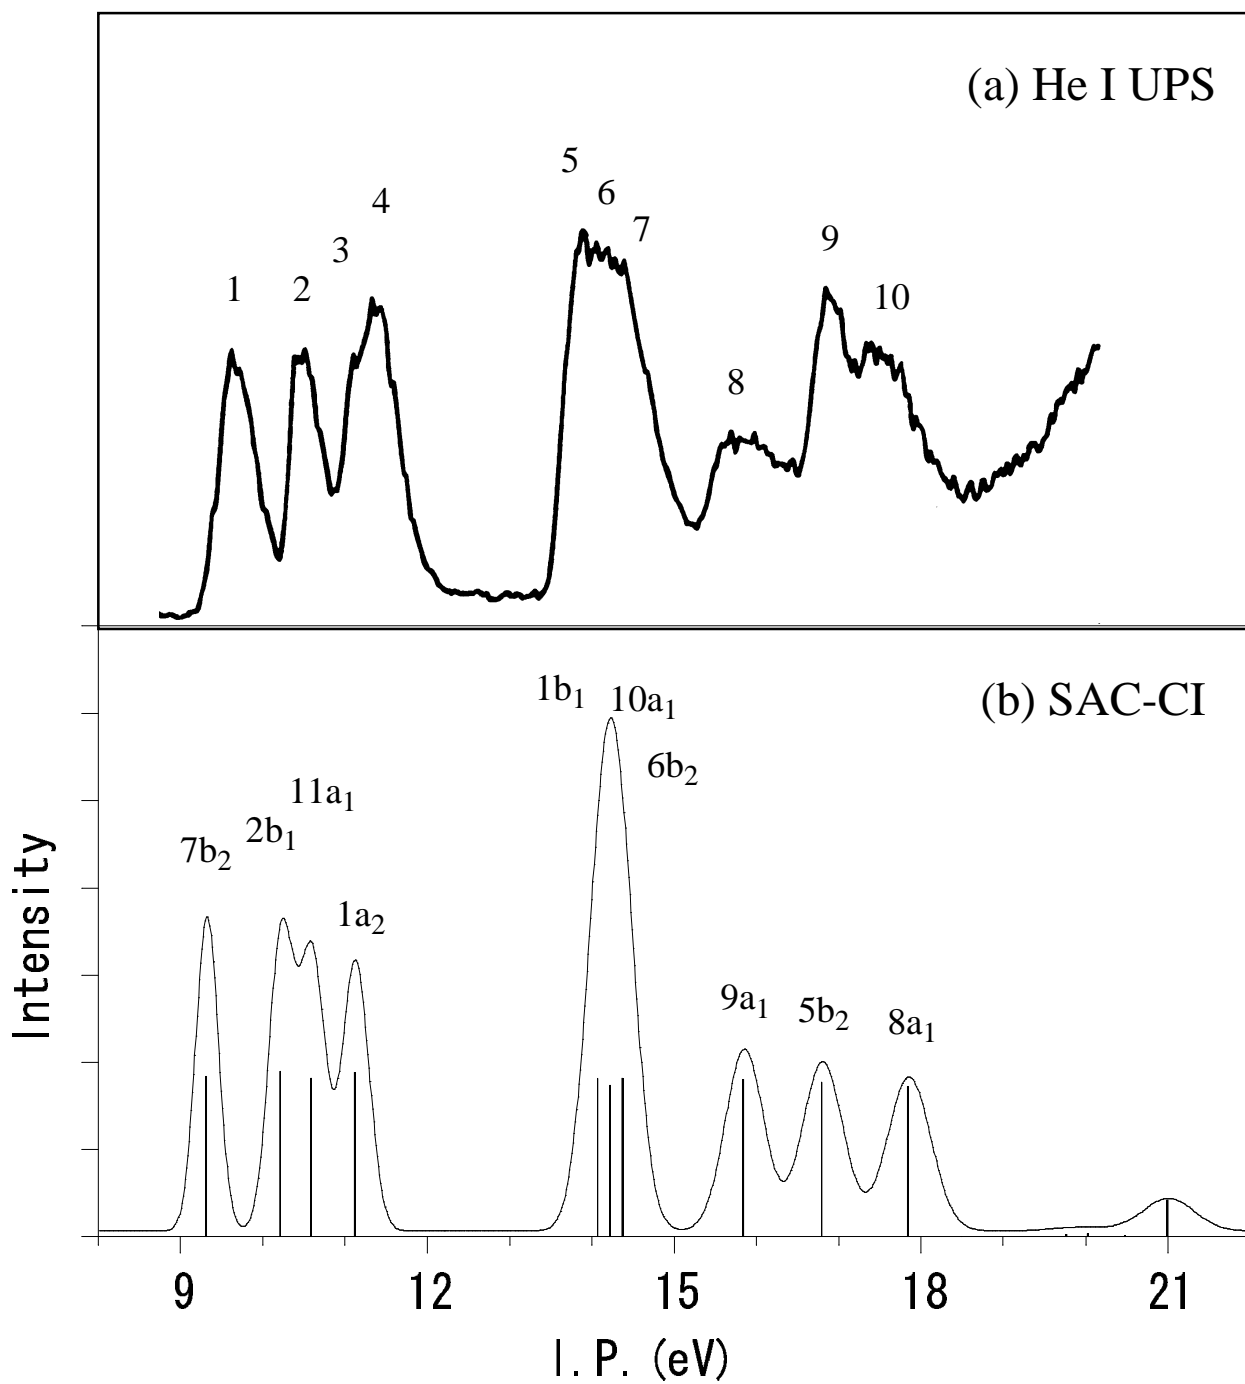 (a) He I UPS
5
6
4
7
3
9
1
2
10
8
1b₁
10a₁
(b) SAC-CI
6b₂
11a₁
2b₁
7b₂
1a₂
9a₁
5b₂
8a₁
Intensity
9 12 15 18 21
I.P. (eV)